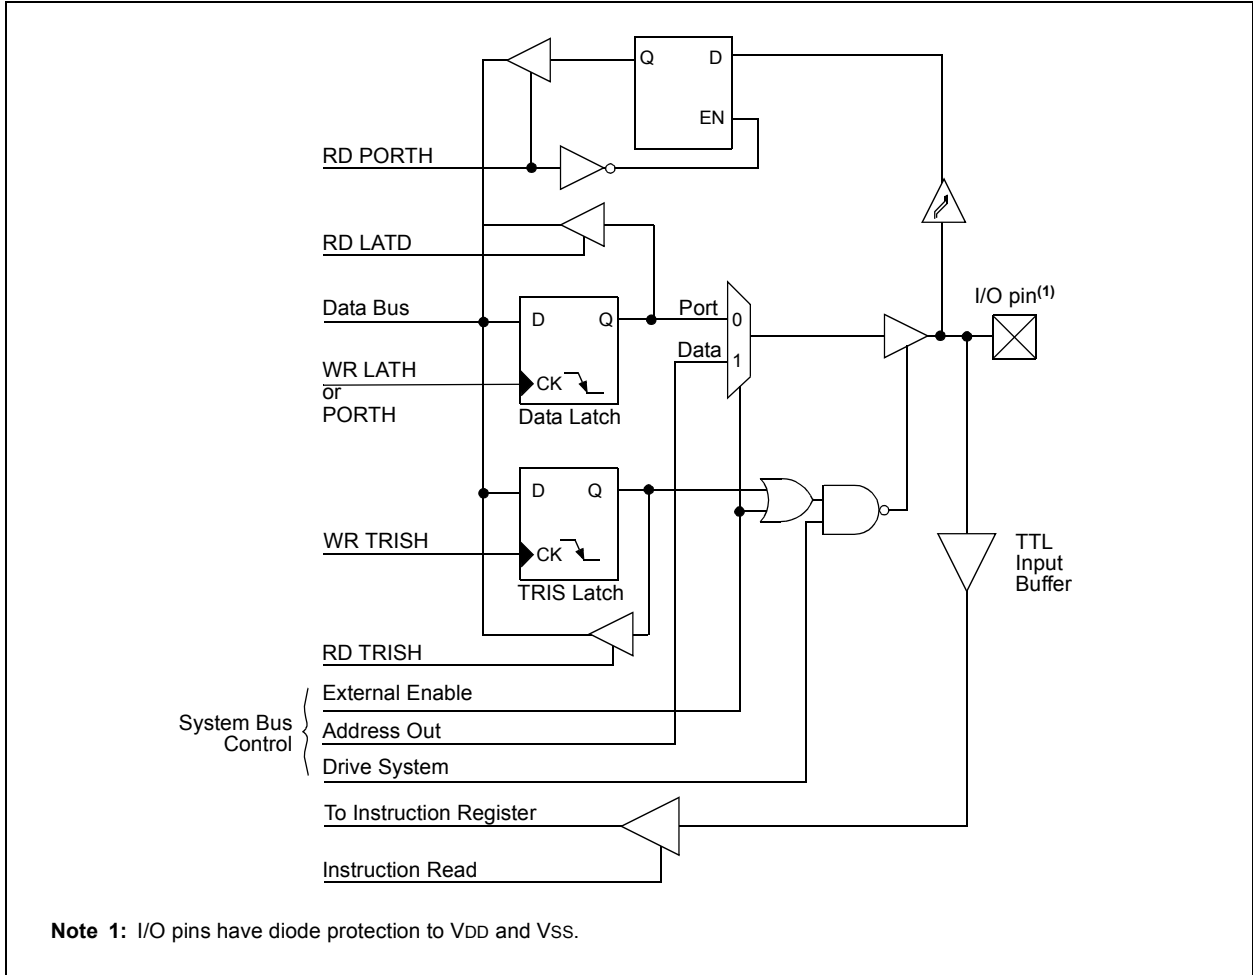 Q D
EN
RD PORTH
RD LATD
I/O pin(1)
Data Bus
D Q
Port
0
Data
1
WR LATH
or
PORTH
CK
Data Latch
D Q
WR TRISH
CK
TRIS Latch
TTL
Input
Buffer
RD TRISH
External Enable
System Bus
Control
Address Out
Drive System
To Instruction Register
Instruction Read
Note 1: I/O pins have diode protection to VDD and VSS.